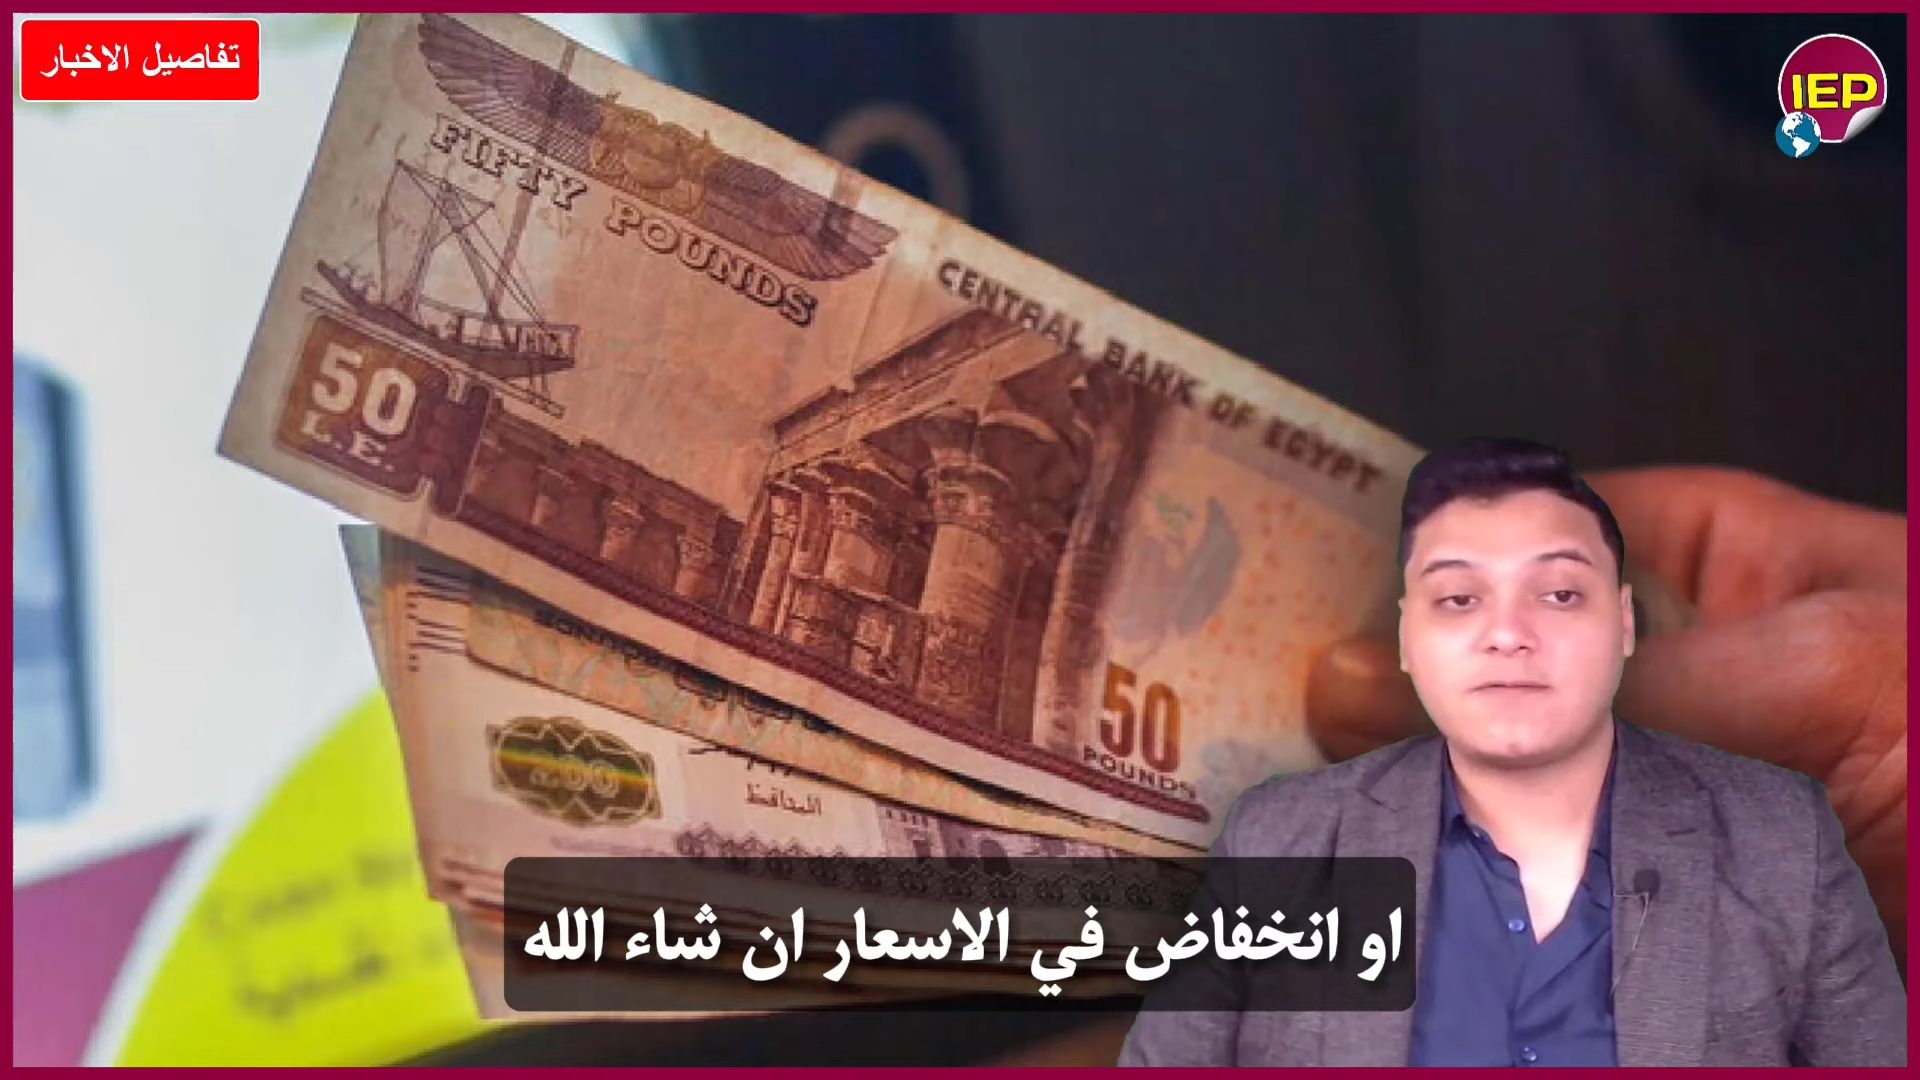 تفاصيل الاخبار
IEP
FIFTY POUNDS
CENTRAL BANK OF EGYPT
50
L.E.
50
POUNDS
المحافظ
او انخفاض في الاسعار ان شاء الله